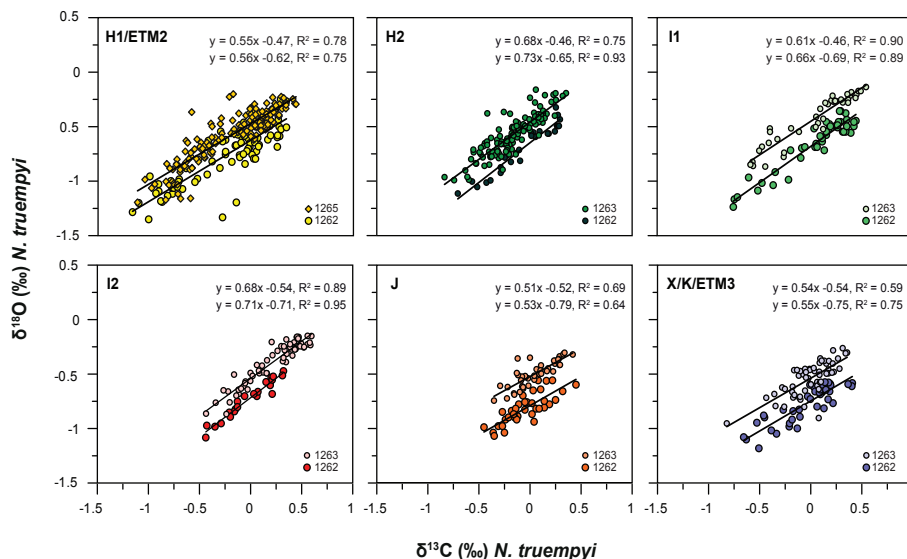 0.5
0
-0.5
-1
-1.5
H1/ETM2
y = 0.55x -0.47, R² = 0.78
y = 0.56x -0.62, R² = 0.75
1265
1262
H2
y = 0.68x -0.46, R² = 0.75
y = 0.73x -0.65, R² = 0.93
1263
1262
I1
y = 0.61x -0.46, R² = 0.90
y = 0.66x -0.69, R² = 0.89
1263
1262
δ¹⁸O (‰) N. truempyi
0.5
0
-0.5
-1
-1.5
I2
y = 0.68x -0.54, R² = 0.89
y = 0.71x -0.71, R² = 0.95
1263
1262
J
y = 0.51x -0.52, R² = 0.69
y = 0.53x -0.79, R² = 0.64
1263
1262
X/K/ETM3
y = 0.54x -0.54, R² = 0.59
y = 0.55x -0.75, R² = 0.75
1263
1262
-1.5 -1 -0.5 0 0.5 1
-1.5 -1 -0.5 0 0.5
-1.5 -1 -0.5 0 0.5 1
δ¹³C (‰) N. truempyi